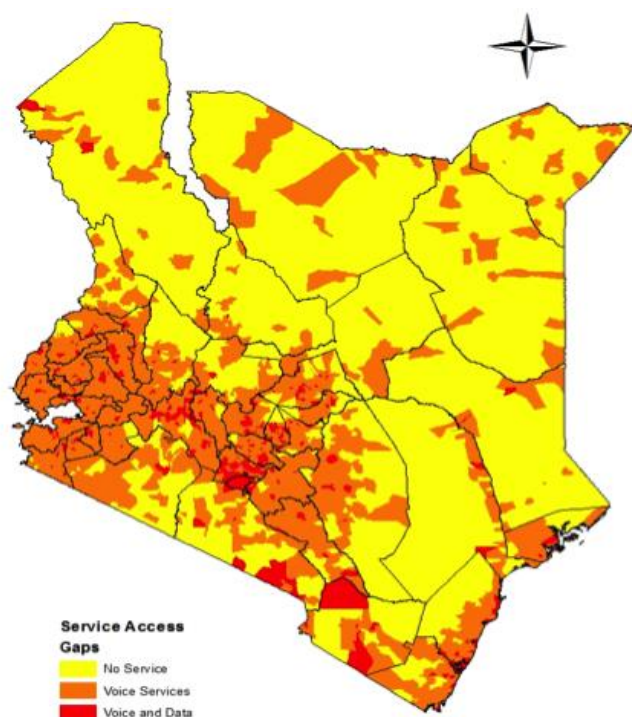 Service Access
Gaps
No Service
Voice Services
Voice and Data